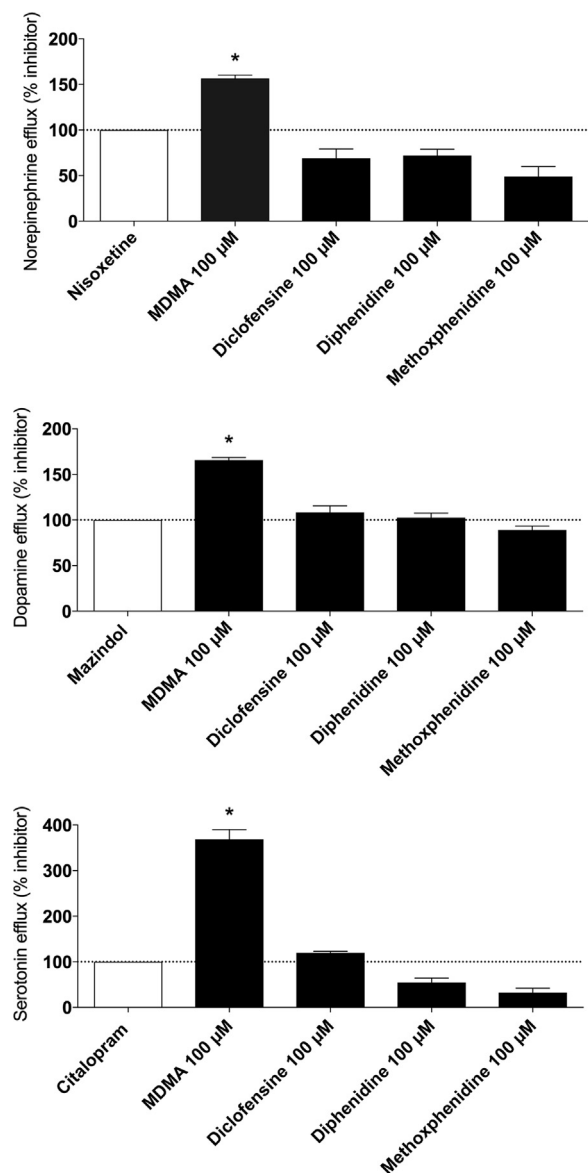 Norepinephrine efflux (% inhibitor)
200
150
100
50
0
*
Nisoxetine
MDMA 100 µM
Diclofensine 100 µM
Diphenidine 100 µM
Methoxphenidine 100 µM
Dopamine efflux (% inhibitor)
200
150
100
50
0
*
Mazindol
MDMA 100 µM
Diclofensine 100 µM
Diphenidine 100 µM
Methoxphenidine 100 µM
Serotonin efflux (% inhibitor)
400
300
200
100
0
*
Citalopram
MDMA 100 µM
Diclofensine 100 µM
Diphenidine 100 µM
Methoxphenidine 100 µM